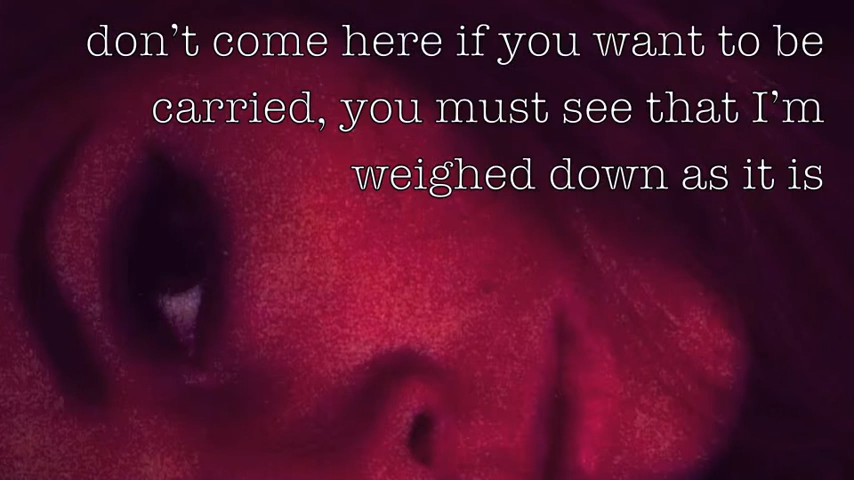 don’t come here if you want to be
carried, you must see that I’m
weighed down as it is